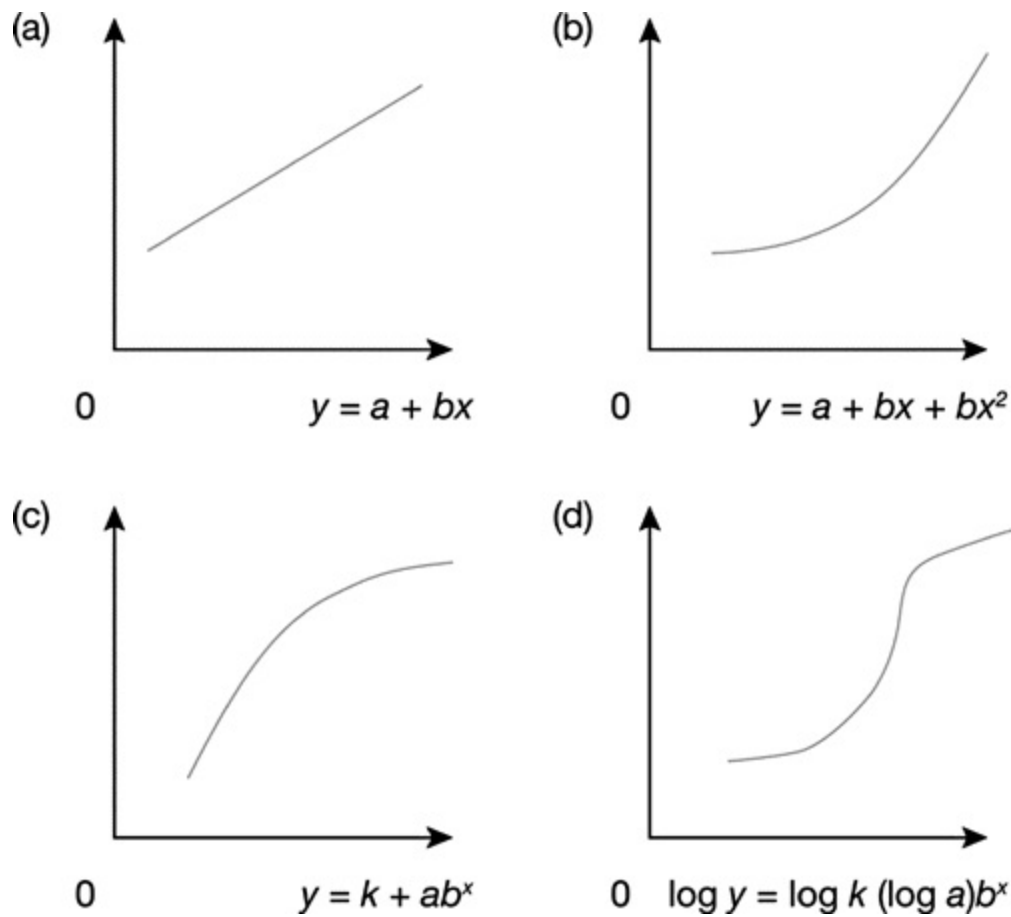 (a)
(b)
0 y = a + bx
0 y = a + bx + bx²
(c)
(d)
0 y = k + abˣ
0 log y = log k (log a)bˣ